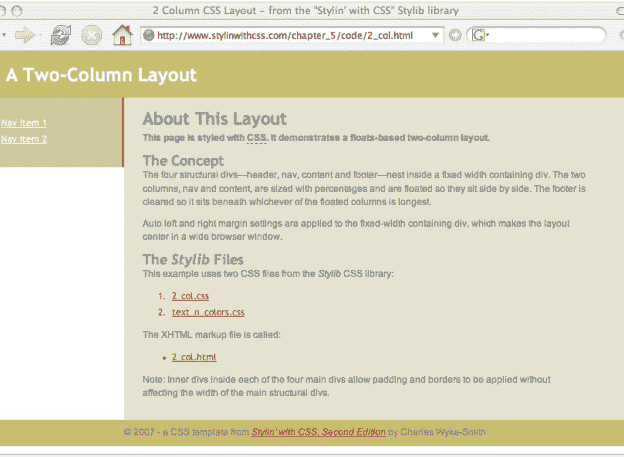 2 Column CSS Layout – from the "Stylin' with CSS" Stylib library
http://www.stylinwithcss.com/chapter_5/code/2_col.html
G
A Two-Column Layout
Nav Item 1
Nav Item 2
About This Layout
This page is styled with CSS. It demonstrates a floats-based two-column layout.
The Concept
The four structural divs—header, nav, content and footer—nest inside a fixed width containing div. The two
columns, nav and content, are sized with percentages and are floated so they sit side by side. The footer is
cleared so it sits beneath whichever of the floated columns is longest.
Auto left and right margin settings are applied to the fixed-width containing div, which makes the layout
center in a wide browser window.
The Stylib Files
This example uses two CSS files from the Stylib CSS library:
1. 2_col.css
2. text_n_colors.css
The XHTML markup file is called:
• 2_col.html
Note: Inner divs inside each of the four main divs allow padding and borders to be applied without
affecting the width of the main structural divs.
© 2007 - a CSS template from Stylin' with CSS, Second Edition by Charles Wyke-Smith